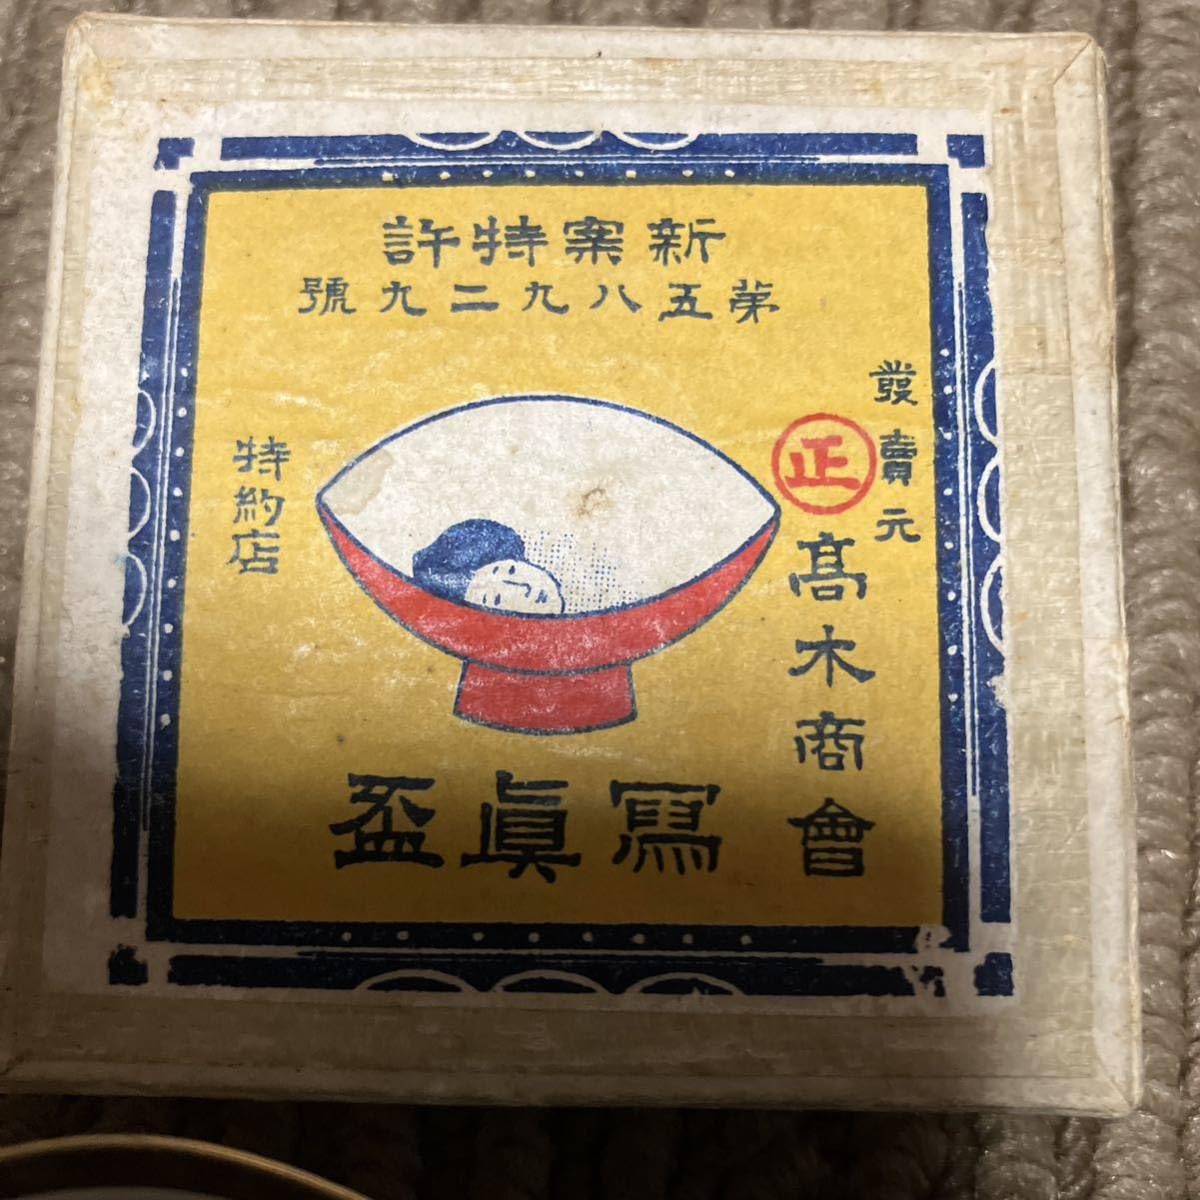 新案特許
第五八九二九號
發賣元
正
髙木商會
特約店
寫眞盃